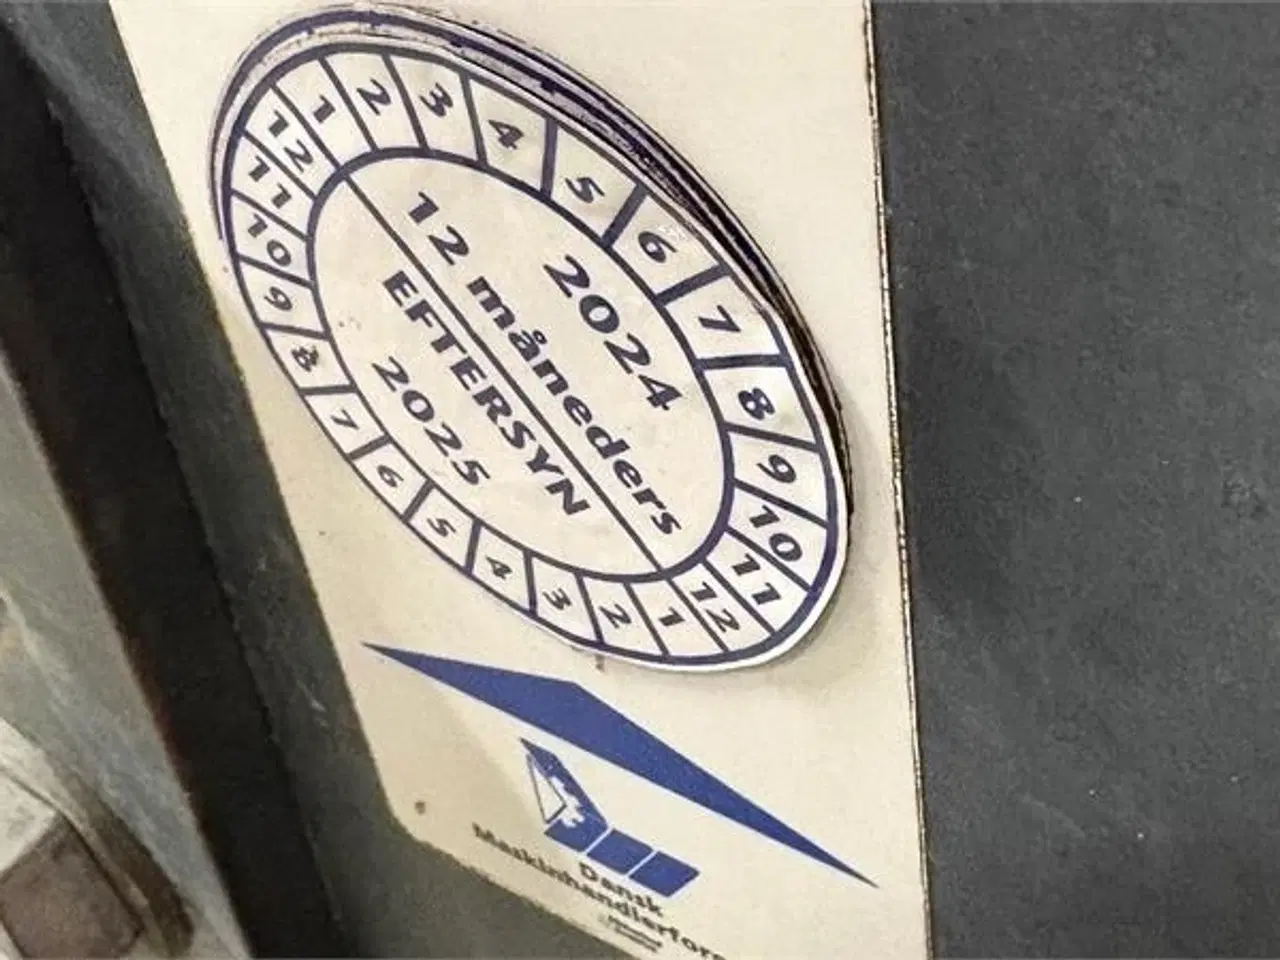 1 2 3 4 5 6 7 8 9 10 11 12
2024
12 måneders
EFTERSYN
2025
1 2 3 4 5 6 7 8 9 10 11 12
Dansk
Maskinhandlerfor